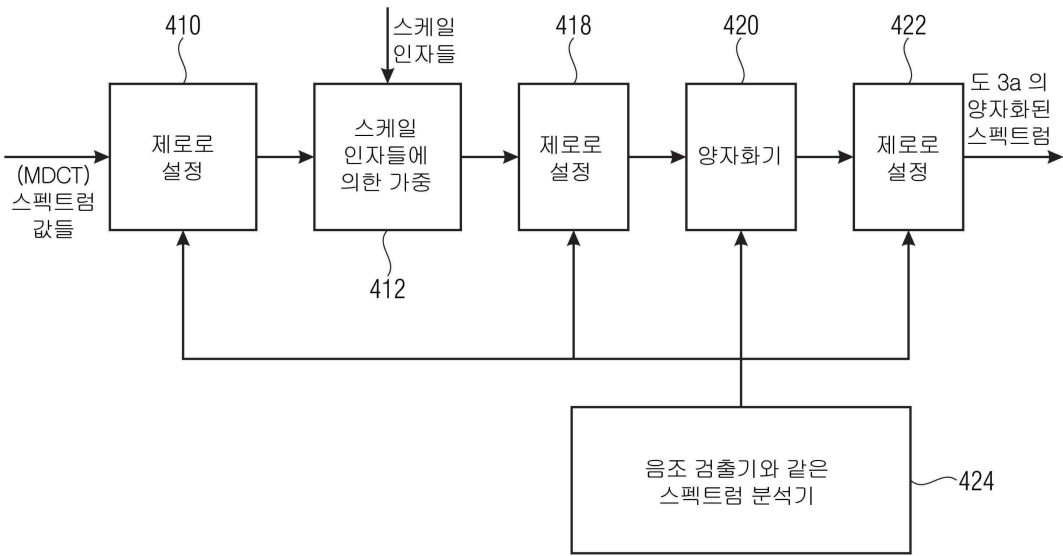 410
스케일
인자들
418
420
422
도 3a 의
양자화된
스펙트럼
제로로
설정
스케일
인자들에
의한 가중
제로로
설정
양자화기
제로로
설정
(MDCT)
스펙트럼
값들
412
음조 검출기와 같은
스펙트럼 분석기
424